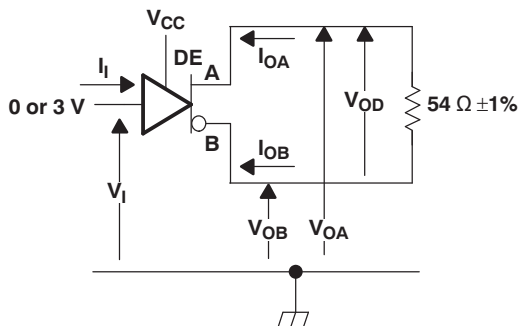 VCC
DE
II
A
IOA
0 or 3 V
VOD
54 Ω ±1%
B
IOB
VI
VOB
VOA